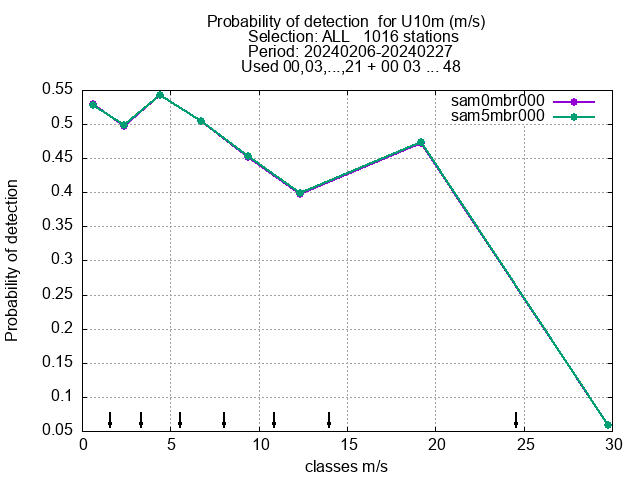 Probability of detection  for U10m (m/s)
Selection: ALL   1016 stations
Period: 20240206-20240227
Used 00,03,...,21 + 00 03 ... 48
sam0mbr000
sam5mbr000
0.55
0.5
0.45
0.4
0.35
0.3
0.25
0.2
0.15
0.1
0.05
Probability of detection
0 5 10 15 20 25 30
classes m/s